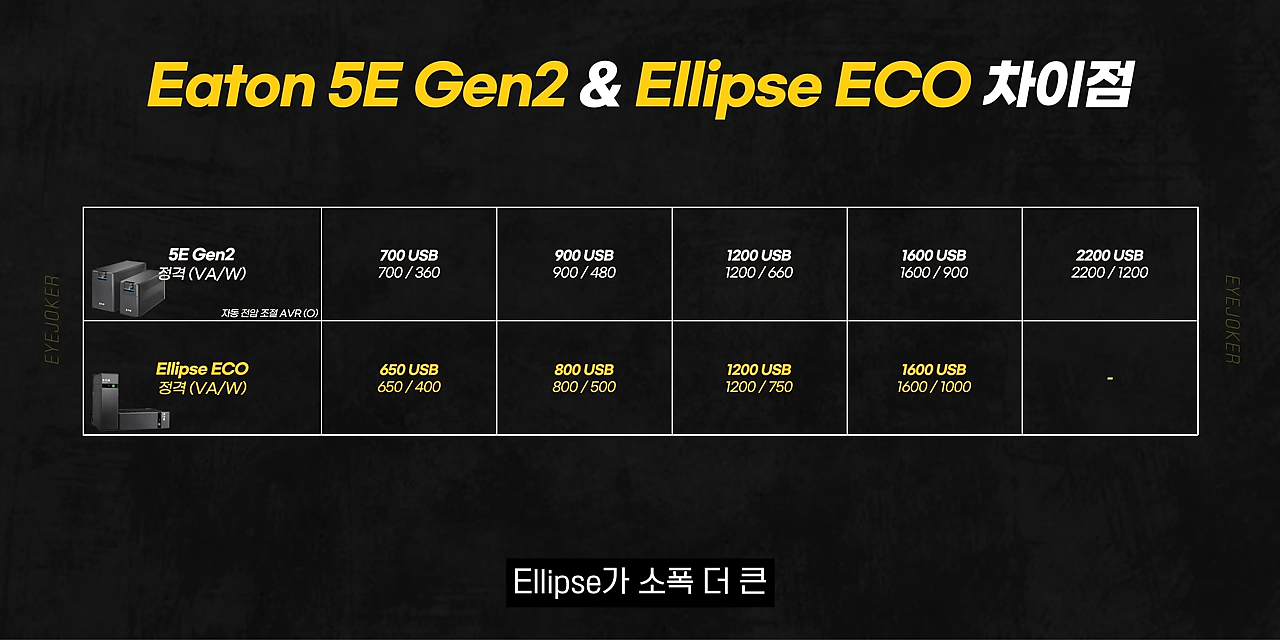 Eaton 5E Gen2 & Ellipse ECO 차이점
5E Gen2
정격 (VA/W)
자동 전압 조절 AVR (O)
700 USB
700 / 360
900 USB
900 / 480
1200 USB
1200 / 660
1600 USB
1600 / 900
2200 USB
2200 / 1200
Ellipse ECO
정격 (VA/W)
650 USB
650 / 400
800 USB
800 / 500
1200 USB
1200 / 750
1600 USB
1600 / 1000
-
EYEJOKER
EYEJOKER
Ellipse가 소폭 더 큰